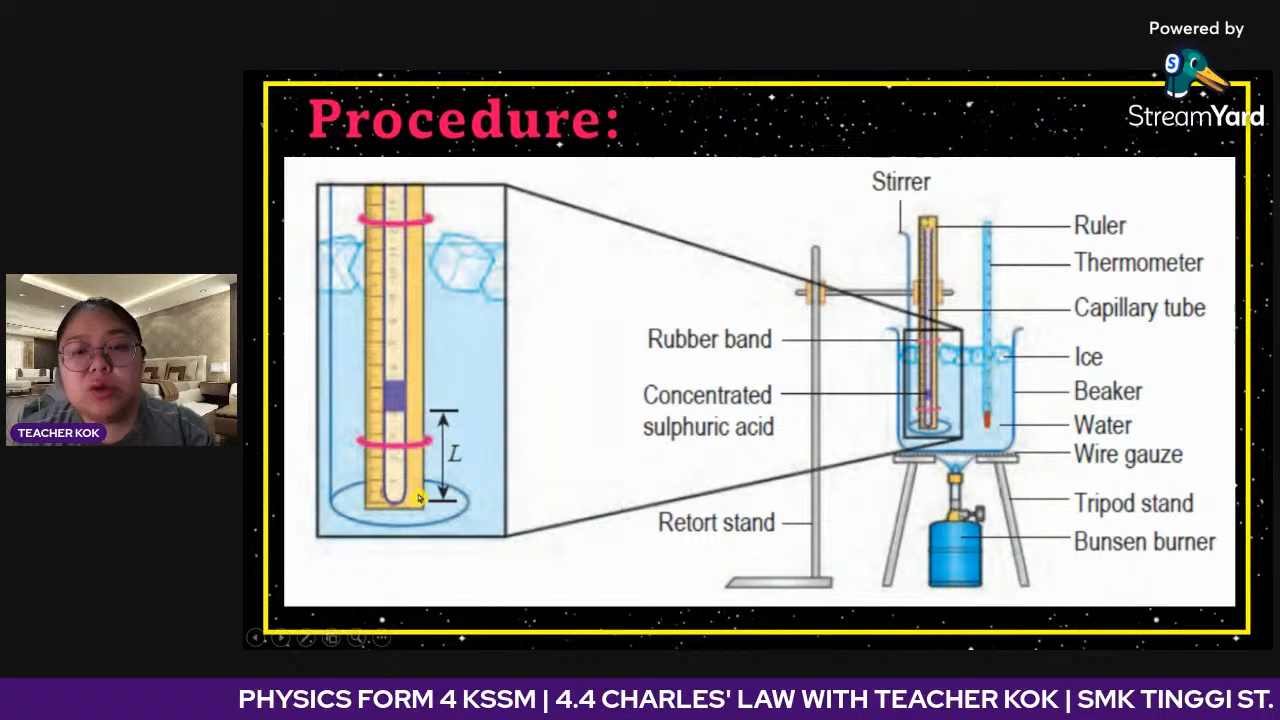 Powered by
StreamYard
Procedure:
Stirrer
Ruler
Thermometer
Capillary tube
Rubber band
Ice
Concentrated
sulphuric acid
Beaker
Water
Wire gauze
L
Tripod stand
Retort stand
Bunsen burner
TEACHER KOK
PHYSICS FORM 4 KSSM | 4.4 CHARLES' LAW WITH TEACHER KOK | SMK TINGGI ST.